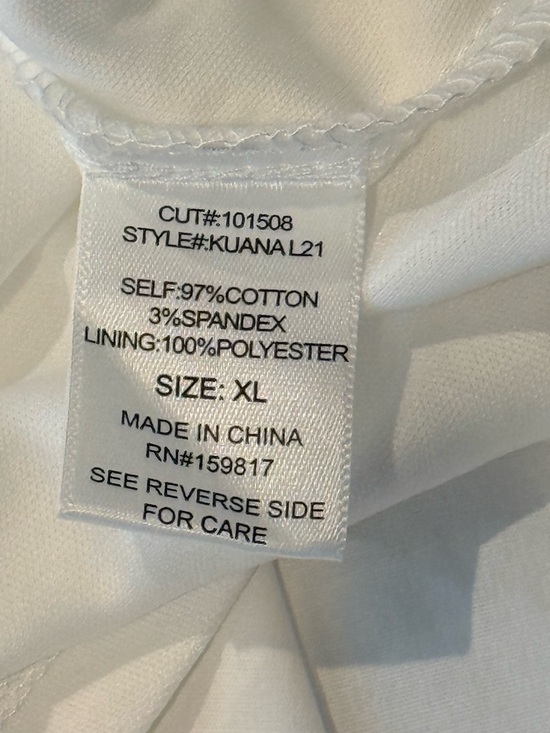 CUT#:101508
STYLE#:KUANA L21
SELF:97%COTTON
3%SPANDEX
LINING:100%POLYESTER
SIZE: XL
MADE IN CHINA
RN#159817
SEE REVERSE SIDE
FOR CARE